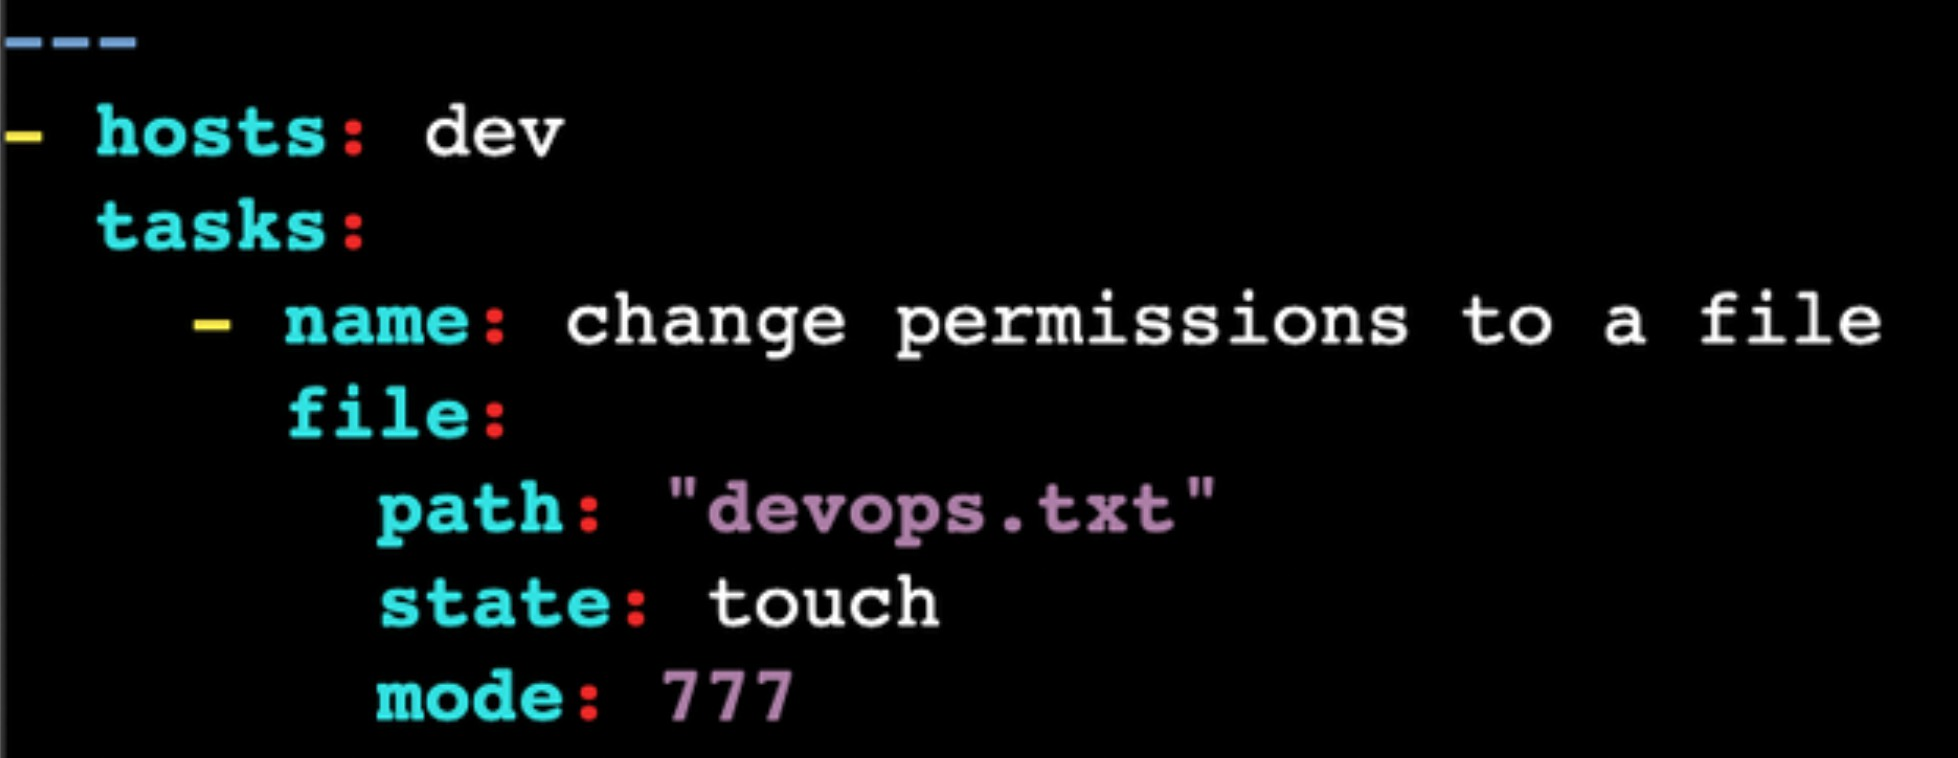 ---
- hosts: dev
  tasks:
    - name: change permissions to a file
      file:
        path: "devops.txt"
        state: touch
        mode: 777